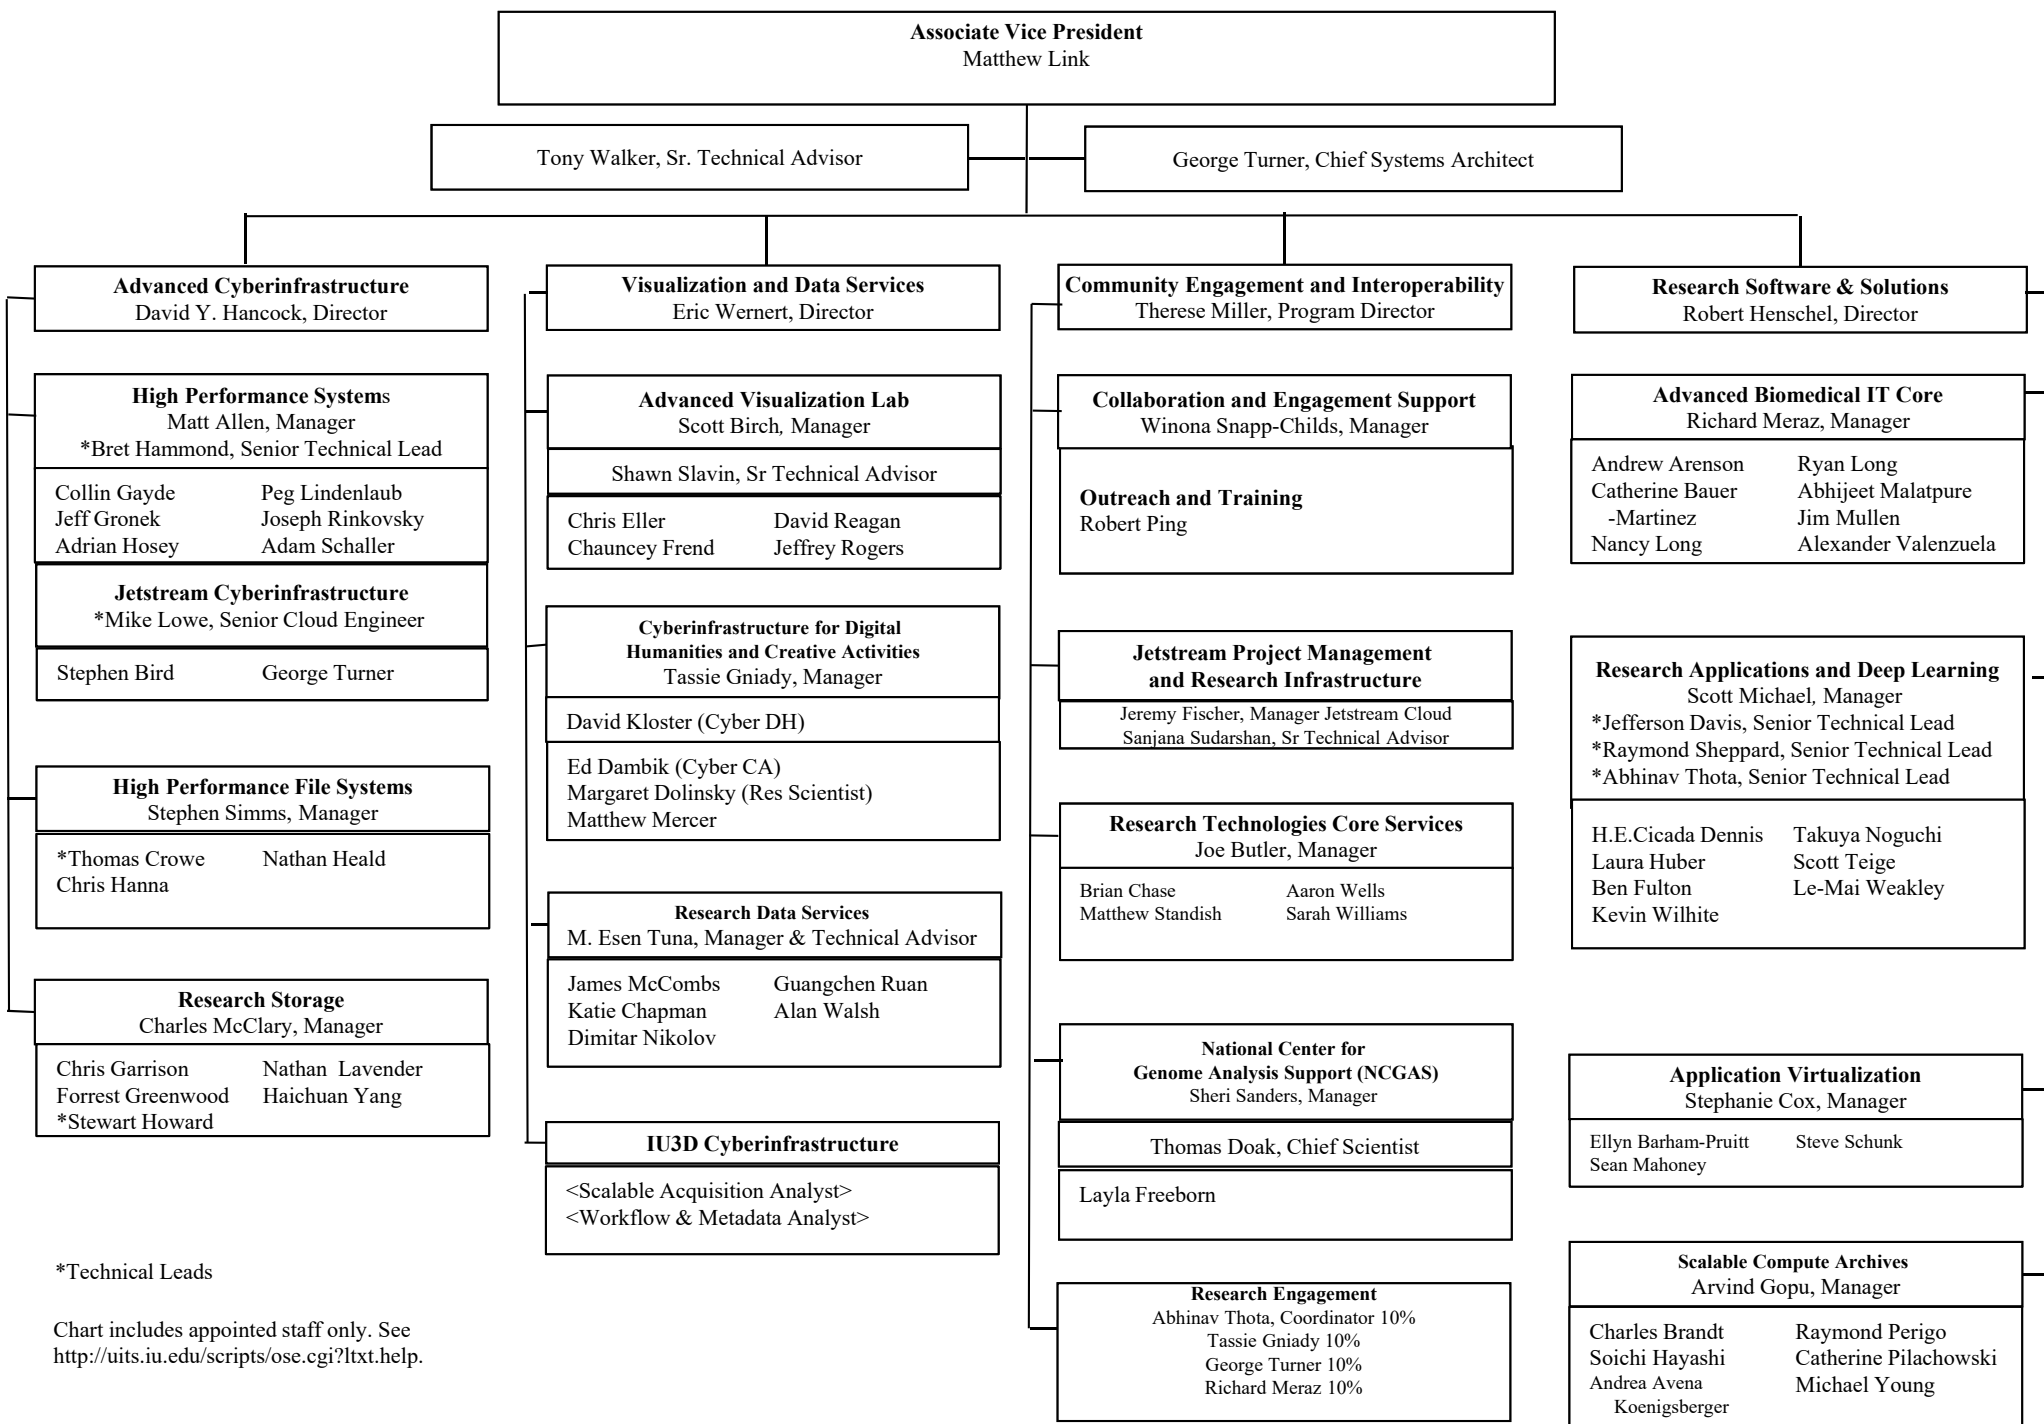 Associate Vice President
Matthew Link
Tony Walker, Sr. Technical Advisor
George Turner, Chief Systems Architect
Advanced Cyberinfrastructure
David Y. Hancock, Director
High Performance Systems
Matt Allen, Manager
*Bret Hammond, Senior Technical Lead
Collin Gayde Peg Lindenlaub
Jeff Gronek Joseph Rinkovsky
Adrian Hosey Adam Schaller
Jetstream Cyberinfrastructure
*Mike Lowe, Senior Cloud Engineer
Stephen Bird George Turner
High Performance File Systems
Stephen Simms, Manager
*Thomas Crowe Nathan Heald
Chris Hanna
Research Storage
Charles McClary, Manager
Chris Garrison Nathan Lavender
Forrest Greenwood Haichuan Yang
*Stewart Howard
*Technical Leads
Chart includes appointed staff only. See
http://uits.iu.edu/scripts/ose.cgi?ltxt.help.
Visualization and Data Services
Eric Wernert, Director
Advanced Visualization Lab
Scott Birch, Manager
Shawn Slavin, Sr Technical Advisor
Chris Eller David Reagan
Chauncey Frend Jeffrey Rogers
Cyberinfrastructure for Digital
Humanities and Creative Activities
Tassie Gniady, Manager
David Kloster (Cyber DH)
Ed Dambik (Cyber CA)
Margaret Dolinsky (Res Scientist)
Matthew Mercer
Research Data Services
M. Esen Tuna, Manager & Technical Advisor
James McCombs Guangchen Ruan
Katie Chapman Alan Walsh
Dimitar Nikolov
IU3D Cyberinfrastructure
<Scalable Acquisition Analyst>
<Workflow & Metadata Analyst>
Community Engagement and Interoperability
Therese Miller, Program Director
Collaboration and Engagement Support
Winona Snapp-Childs, Manager
Outreach and Training
Robert Ping
Jetstream Project Management
and Research Infrastructure
Jeremy Fischer, Manager Jetstream Cloud
Sanjana Sudarshan, Sr Technical Advisor
Research Technologies Core Services
Joe Butler, Manager
Brian Chase Aaron Wells
Matthew Standish Sarah Williams
National Center for
Genome Analysis Support (NCGAS)
Sheri Sanders, Manager
Thomas Doak, Chief Scientist
Layla Freeborn
Research Engagement
Abhinav Thota, Coordinator 10%
Tassie Gniady 10%
George Turner 10%
Richard Meraz 10%
Research Software & Solutions
Robert Henschel, Director
Advanced Biomedical IT Core
Richard Meraz, Manager
Andrew Arenson Ryan Long
Catherine Bauer Abhijeet Malatpure
-Martinez Jim Mullen
Nancy Long Alexander Valenzuela
Research Applications and Deep Learning
Scott Michael, Manager
*Jefferson Davis, Senior Technical Lead
*Raymond Sheppard, Senior Technical Lead
*Abhinav Thota, Senior Technical Lead
H.E.Cicada Dennis Takuya Noguchi
Laura Huber Scott Teige
Ben Fulton Le-Mai Weakley
Kevin Wilhite
Application Virtualization
Stephanie Cox, Manager
Ellyn Barham-Pruitt Steve Schunk
Sean Mahoney
Scalable Compute Archives
Arvind Gopu, Manager
Charles Brandt Raymond Perigo
Soichi Hayashi Catherine Pilachowski
Andrea Avena Michael Young
Koenigsberger